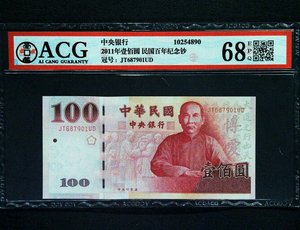 ACG
AI CANG GUARANTY
中央银行 10254890
2011年壹佰圆 民国百年纪念钞
冠号: JT687901UD
68 EPQ
100
中華民國
中央銀行
JT687901UD
博愛
壹佰圓
100